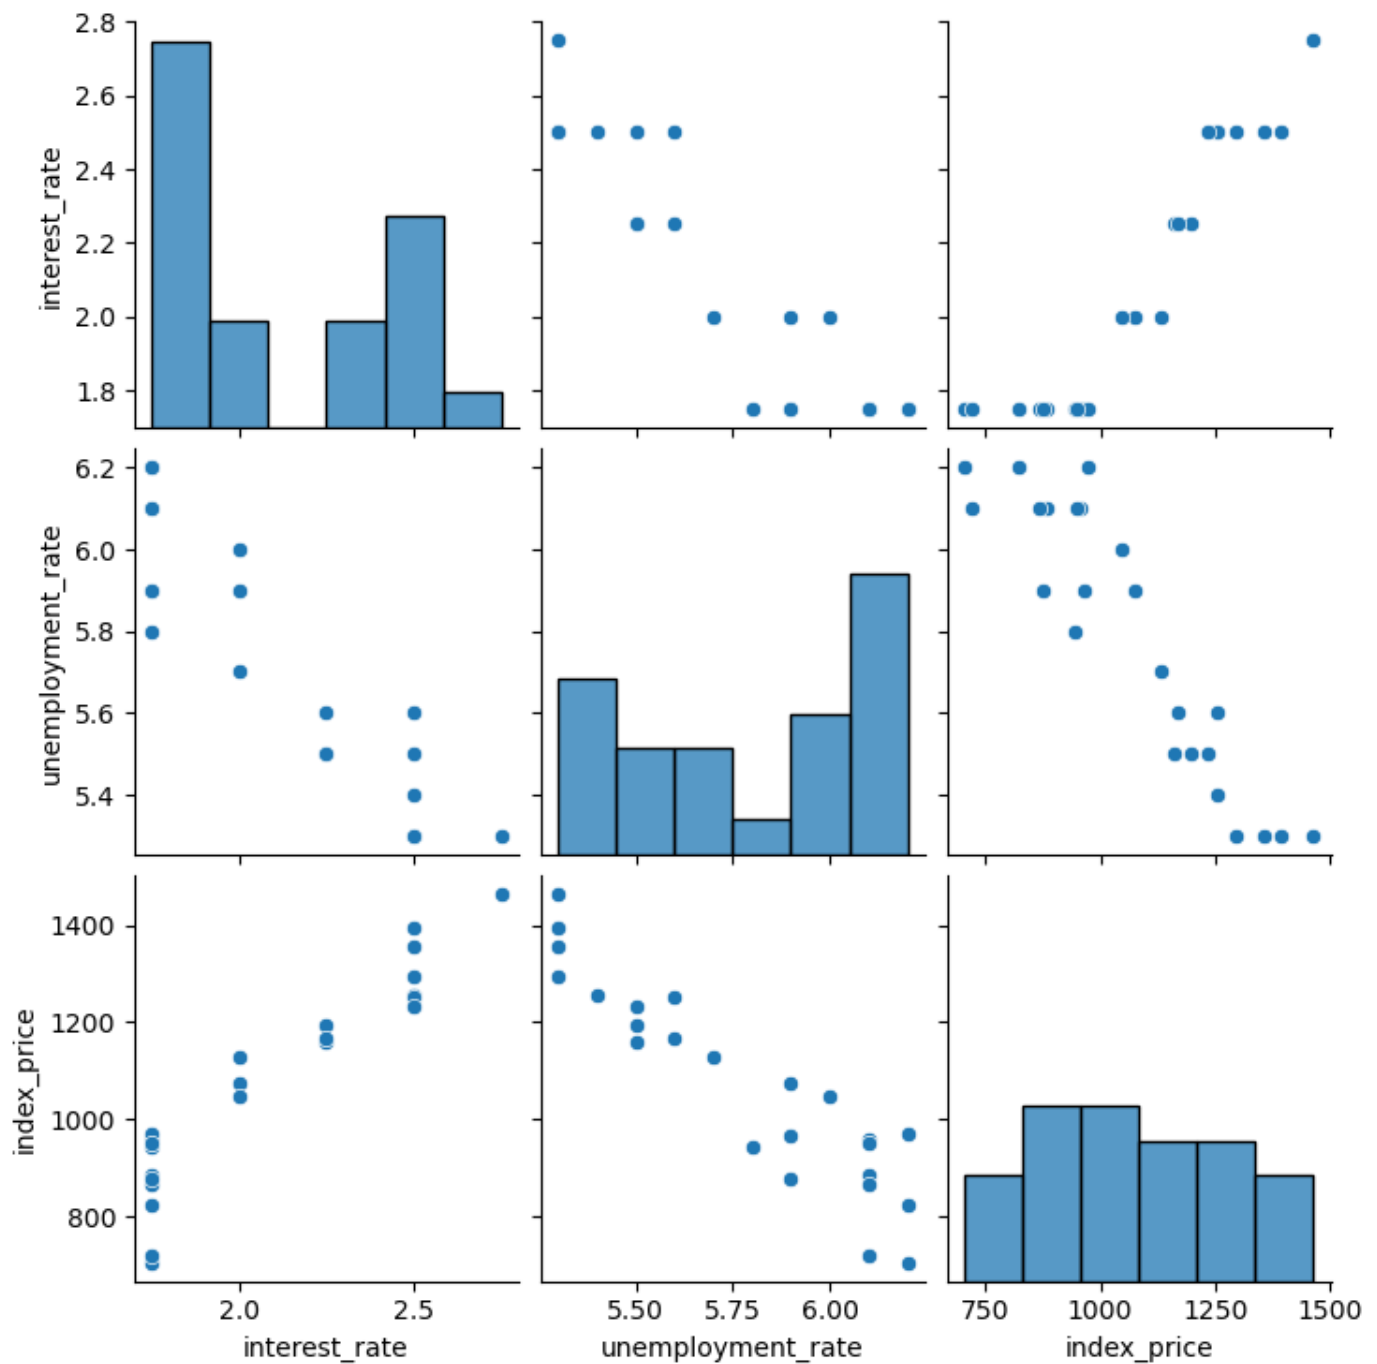 2.8
2.6
2.4
2.2
2.0
1.8
interest_rate
6.2
6.0
5.8
5.6
5.4
unemployment_rate
1400
1200
1000
800
index_price
2.0 2.5
5.50 5.75 6.00
750 1000 1250 1500
interest_rate
unemployment_rate
index_price